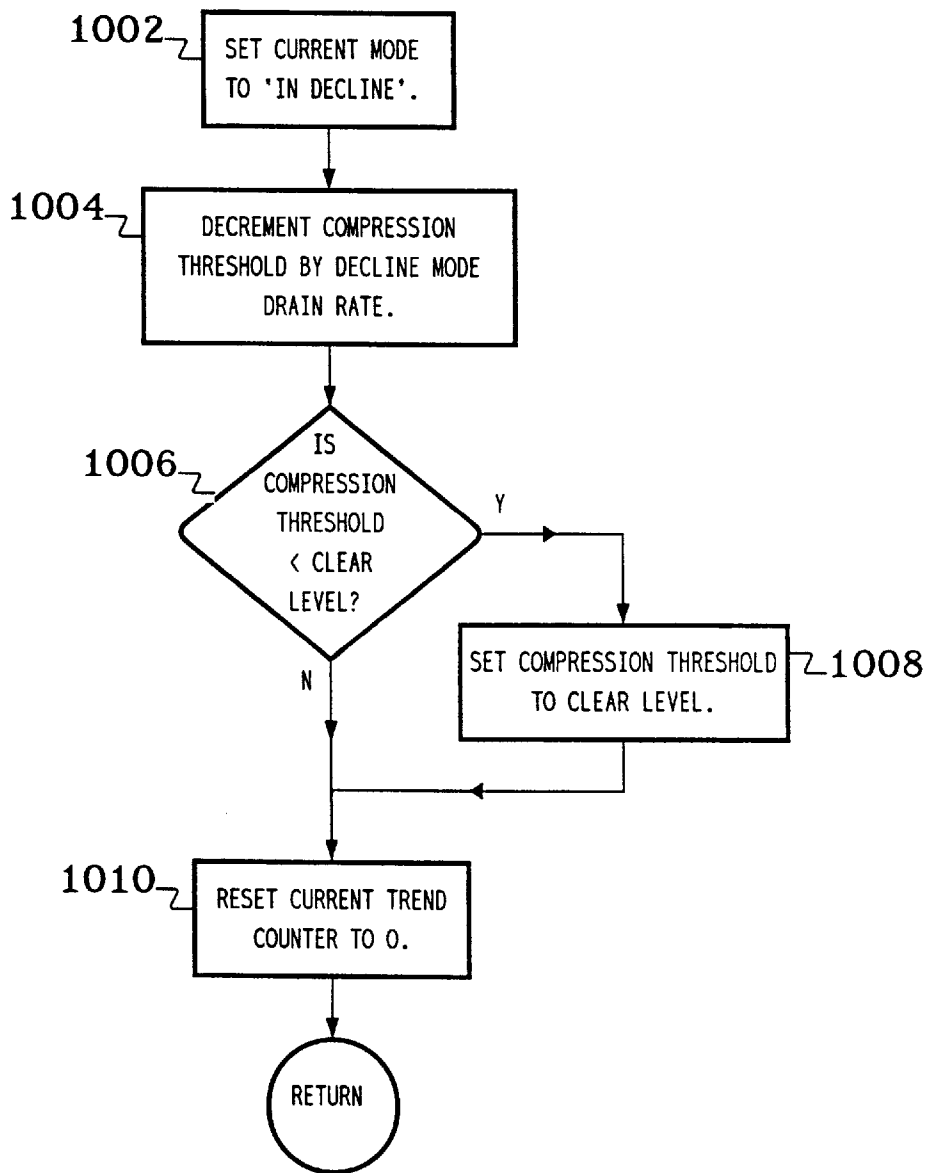 1002
SET CURRENT MODE
TO 'IN DECLINE'.
1004
DECREMENT COMPRESSION
THRESHOLD BY DECLINE MODE
DRAIN RATE.
1006
IS
COMPRESSION
THRESHOLD
< CLEAR
LEVEL?
Y
N
SET COMPRESSION THRESHOLD
TO CLEAR LEVEL.
1008
1010
RESET CURRENT TREND
COUNTER TO 0.
RETURN